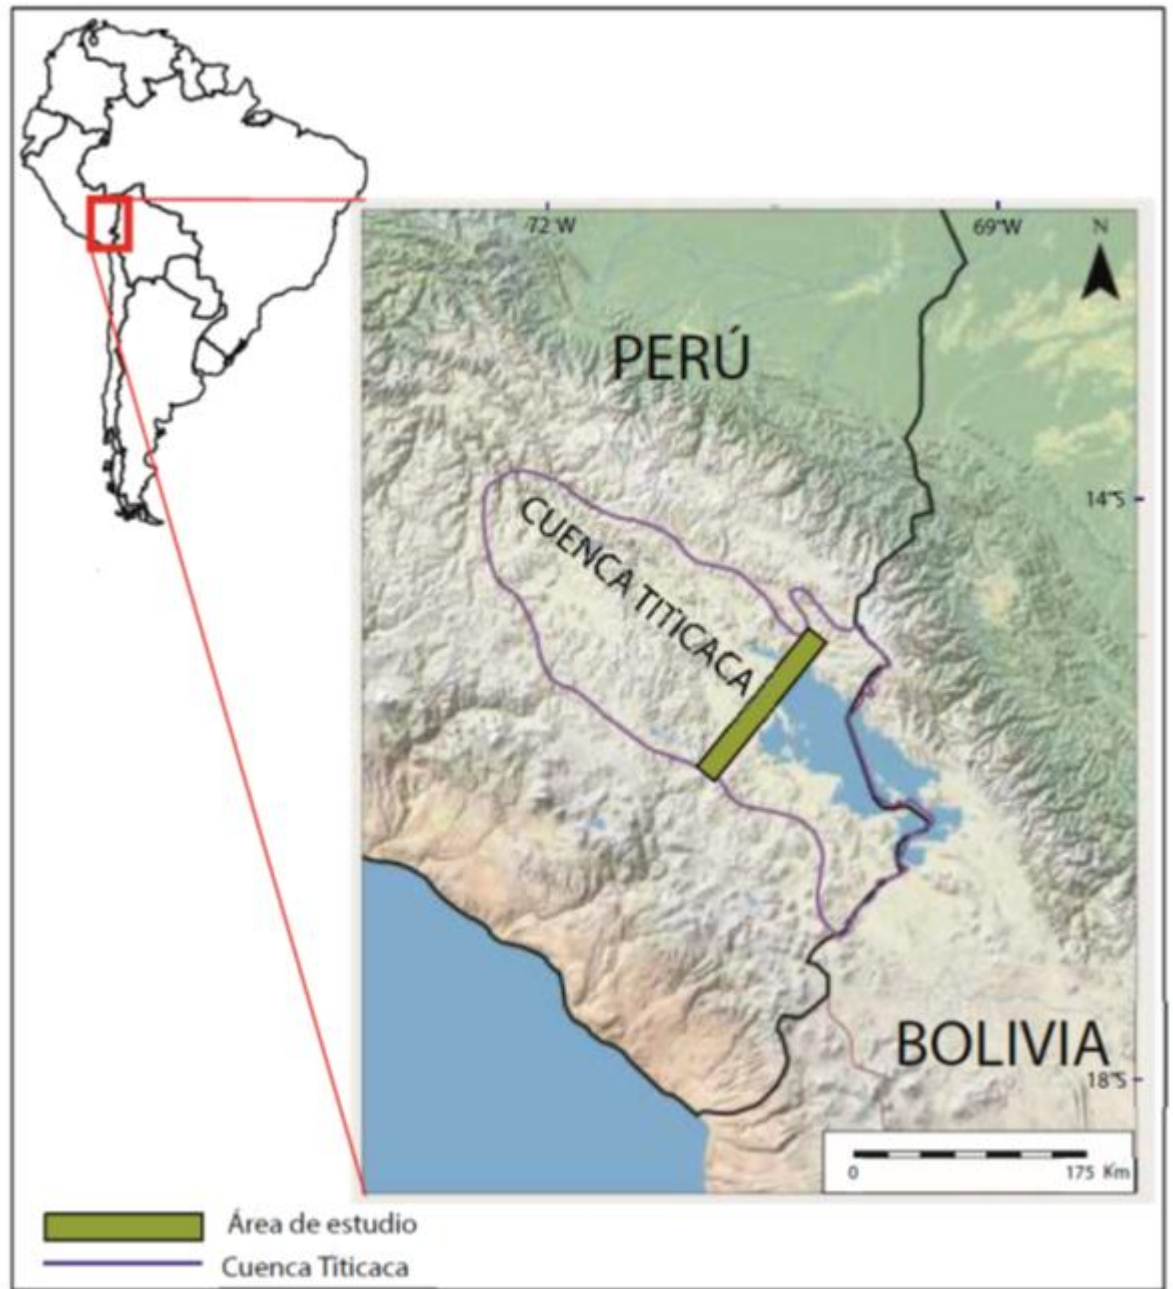 72°W
69°W
N
PERÚ
14°S
CUENCA TITICACA
BOLIVIA
18°S
0
175 Km
Área de estudio
Cuenca Titicaca